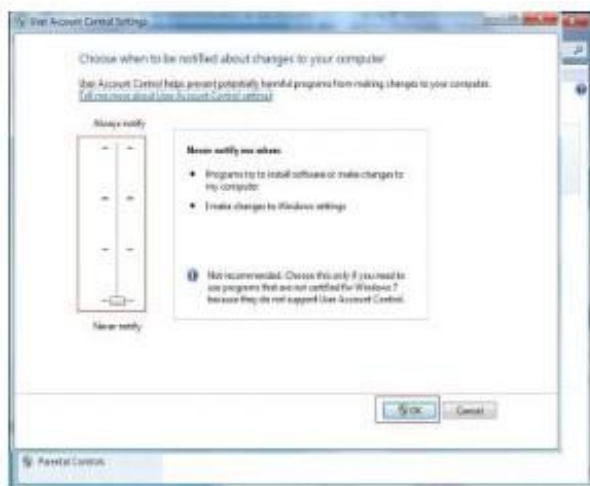 User Account Control Settings
Choose when to be notified about changes to your computer
User Account Control helps prevent potentially harmful programs from making changes to your computer.
Tell me more about User Account Control settings
Always notify
Never notify me when:
Programs try to install software or make changes to
my computer
I make changes to Windows settings
Not recommended. Choose this only if you need to
use programs that are not certified for Windows 7
because they do not support User Account Control.
Never notify
OK
Cancel
Parental Controls